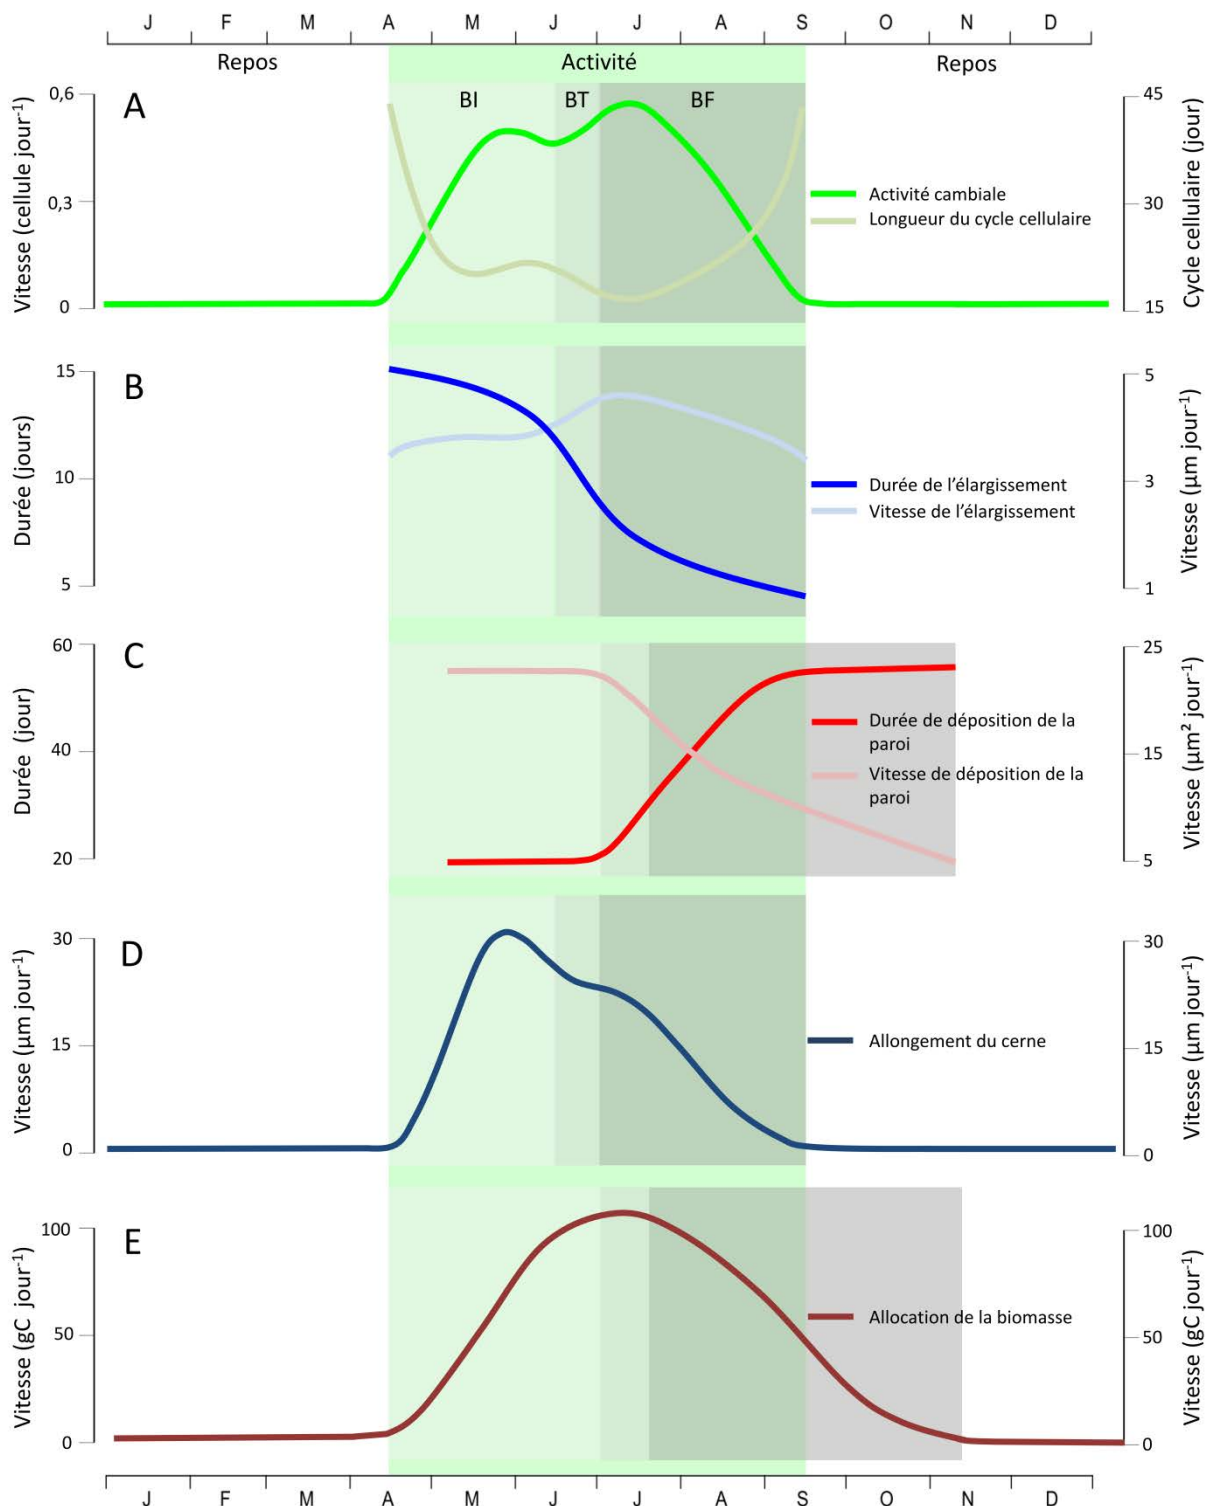 J F M A M J J A S O N D
Repos Activité Repos
A
BI BT BF
0,6
0,3
0
Vitesse (cellule jour⁻¹)
45
30
15
Cycle cellulaire (jour)
Activité cambiale
Longueur du cycle cellulaire
B
15
10
5
Durée (jours)
5
3
1
Vitesse (µm jour⁻¹)
Durée de l'élargissement
Vitesse de l'élargissement
C
60
40
20
Durée (jour)
25
15
5
Vitesse (µm² jour⁻¹)
Durée de déposition de la
paroi
Vitesse de déposition de la
paroi
D
30
15
0
Vitesse (µm jour⁻¹)
30
15
0
Vitesse (µm jour⁻¹)
Allongement du cerne
E
100
50
0
Vitesse (gC jour⁻¹)
100
50
0
Vitesse (gC jour⁻¹)
Allocation de la biomasse
J F M A M J J A S O N D